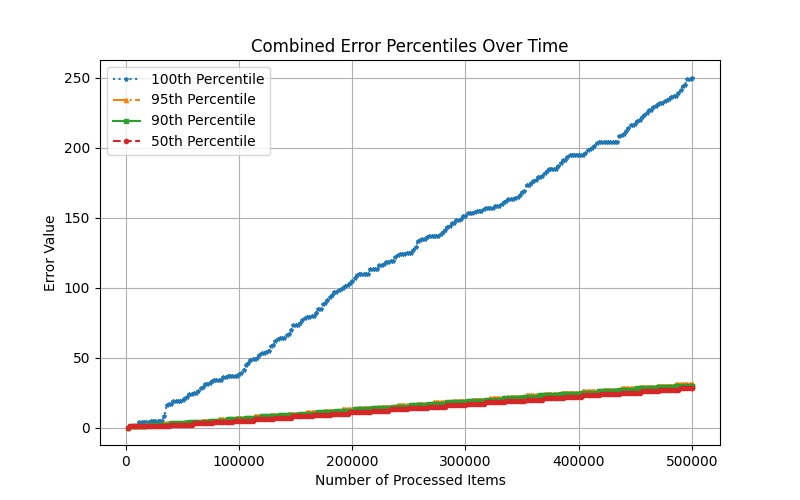 Combined Error Percentiles Over Time
100th Percentile
95th Percentile
90th Percentile
50th Percentile
250
200
150
100
50
0
Error Value
0 100000 200000 300000 400000 500000
Number of Processed Items